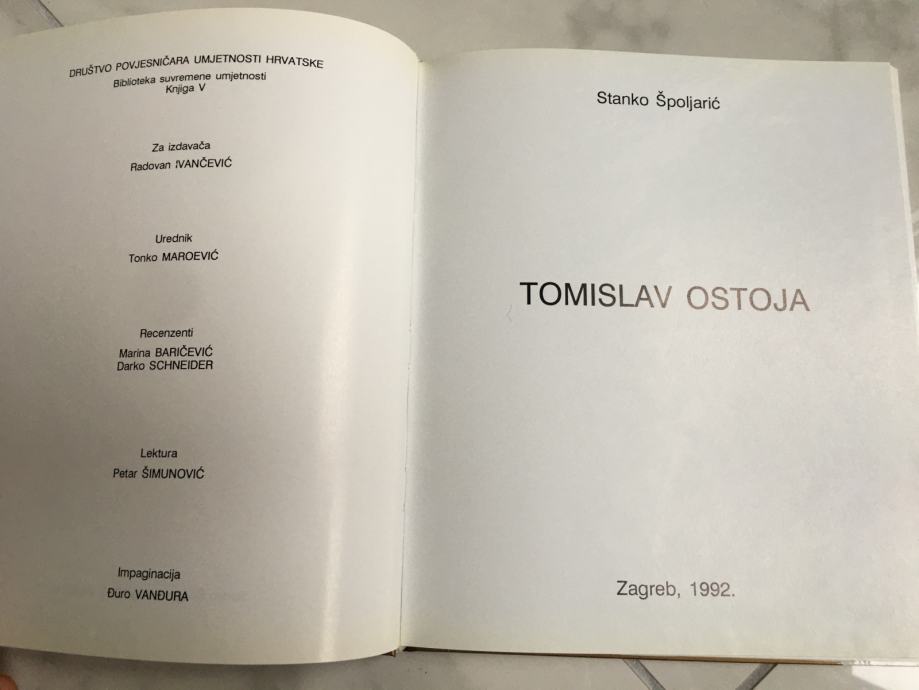 DRUŠTVO POVJESNIČARA UMJETNOSTI HRVATSKE
Biblioteka suvremene umjetnosti
Knjiga V
Za izdavača
Radovan IVANČEVIĆ
Urednik
Tonko MAROEVIĆ
Recenzenti
Marina BARIČEVIĆ
Darko SCHNEIDER
Lektura
Petar ŠIMUNOVIĆ
Impaginacija
Đuro VANĐURA
Stanko Špoljarić
TOMISLAV OSTOJA
Zagreb, 1992.